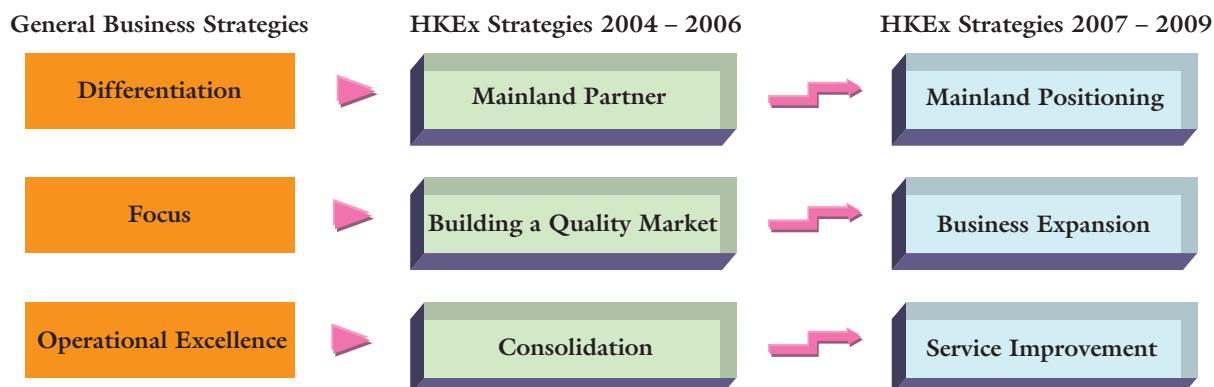 General Business Strategies
HKEx Strategies 2004 – 2006
HKEx Strategies 2007 – 2009
Differentiation
Mainland Partner
Mainland Positioning
Focus
Building a Quality Market
Business Expansion
Operational Excellence
Consolidation
Service Improvement